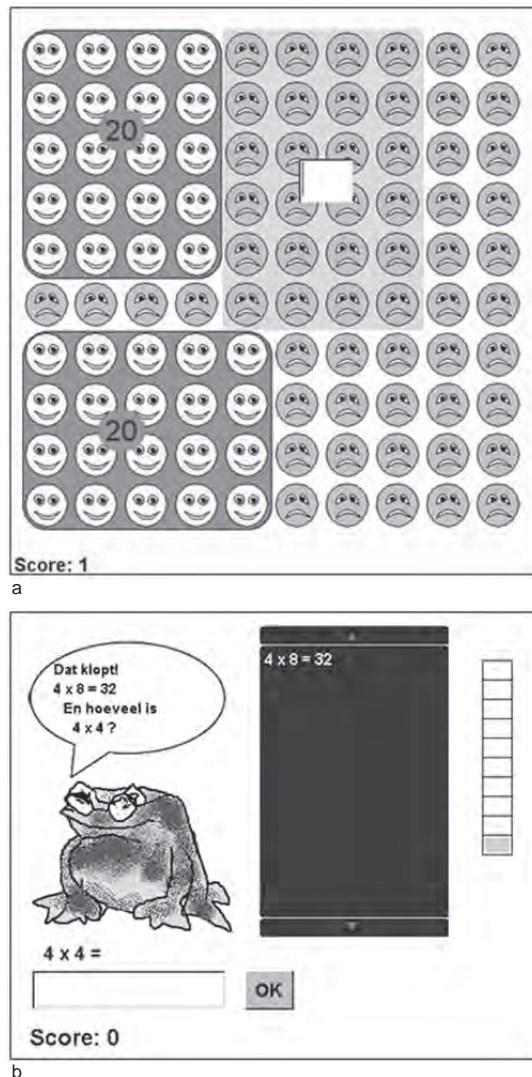 20
20
Score: 1
a
Dat klopt!
4 x 8 = 32
En hoeveel is
4 x 4 ?
4 x 8 = 32
4 x 4 =
OK
Score: 0
b